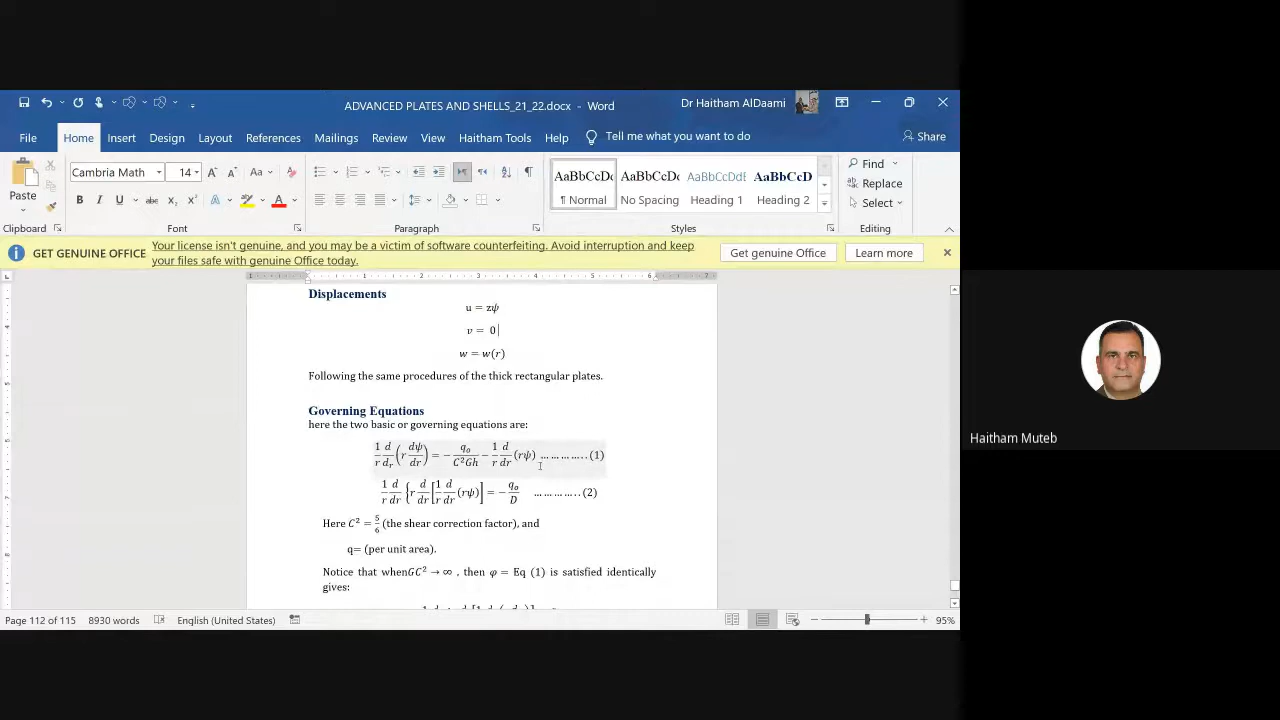 ADVANCED PLATES AND SHELLS_21_22.docx - Word
Dr Haitham AlDaami
File Home Insert Design Layout References Mailings Review View Haitham Tools Help Tell me what you want to do Share
Paste
Cambria Math 14 A A Aa A
B I U abc x₂ x² A A
AaBbCcDc AaBbCcDc AaBbCcDdE AaBbCcD
¶ Normal No Spacing Heading 1 Heading 2
Find
Replace
Select
Clipboard Font Paragraph Styles Editing
GET GENUINE OFFICE Your license isn't genuine, and you may be a victim of software counterfeiting. Avoid interruption and keep
your files safe with genuine Office today.
Get genuine Office Learn more
Displacements
u = zψ
v = 0
w = w(r)
Following the same procedures of the thick rectangular plates.
Governing Equations
here the two basic or governing equations are:
1/r d/d_r (r dψ/dr) = − q_o/C²Gh − 1/r d/dr (rψ) ………….. (1)
1/r d/dr {r d/dr [1/r d/dr (rψ)] = − q_o/D ………….. (2)
Here C² = 5/6 (the shear correction factor), and
q= (per unit area).
Notice that whenGC² → ∞ , then φ = Eq (1) is satisfied identically
gives:
Page 112 of 115 8930 words English (United States) 95%
Haitham Muteb